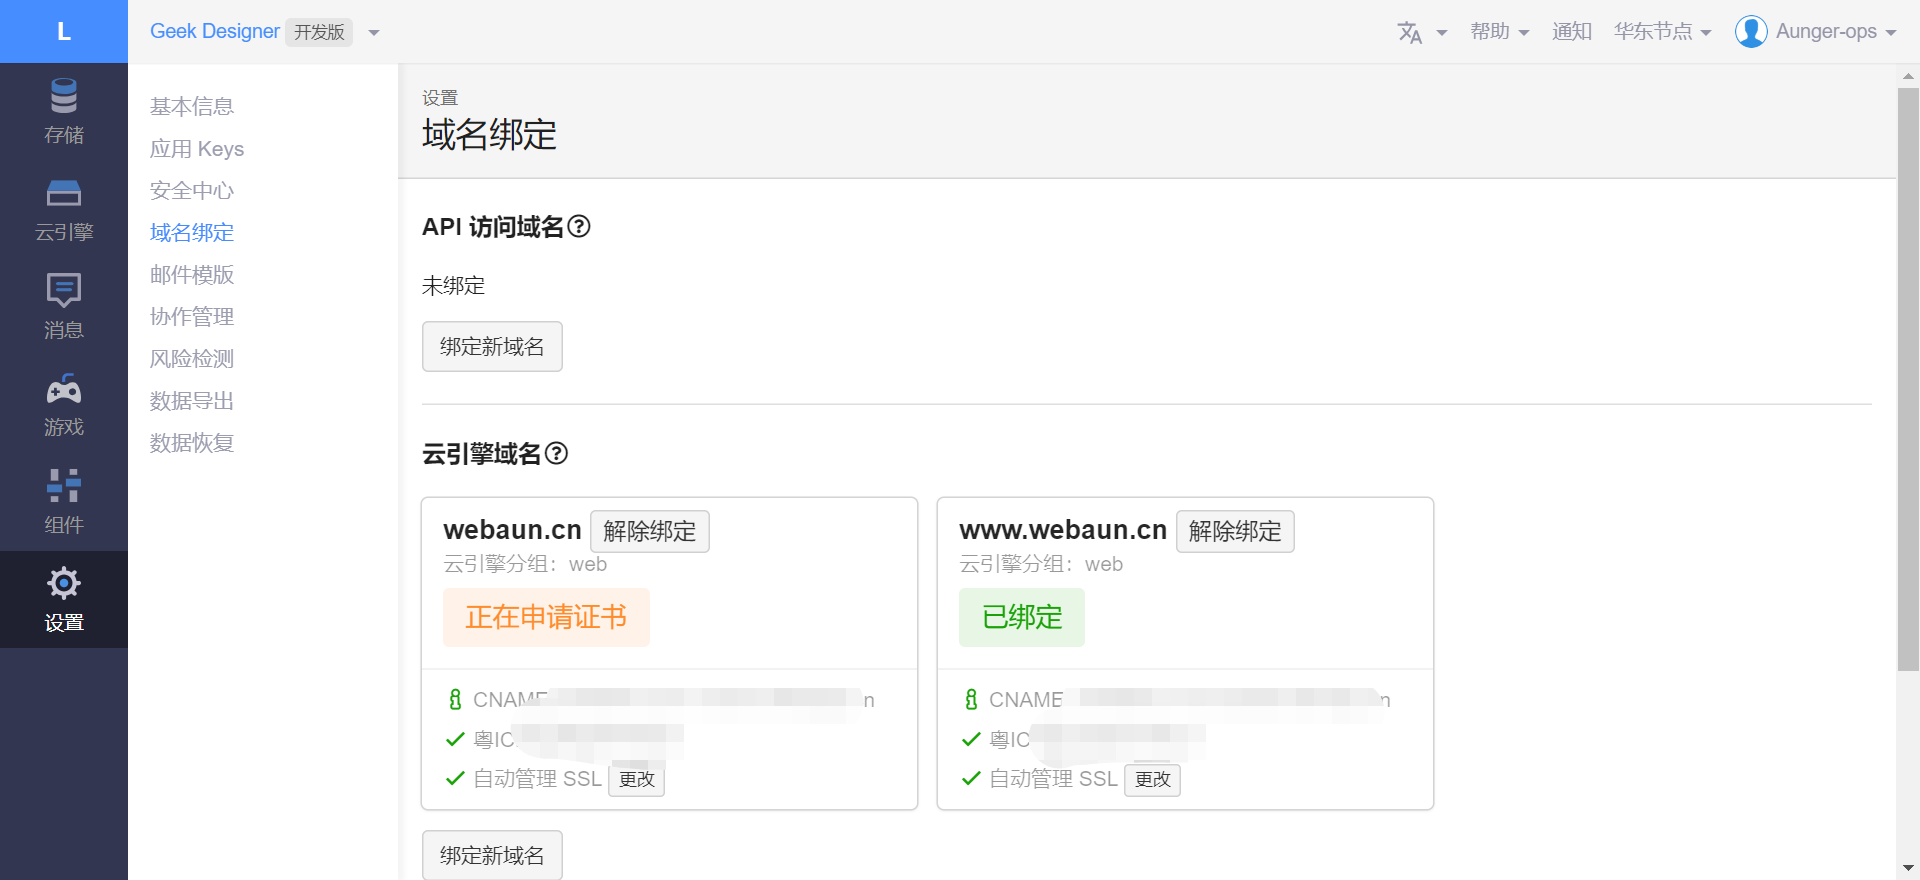 L
Geek Designer 开发版
帮助
通知
华东节点
Aunger-ops
存储
云引擎
消息
游戏
组件
设置
基本信息
应用 Keys
安全中心
域名绑定
邮件模版
协作管理
风险检测
数据导出
数据恢复
设置
域名绑定
API 访问域名
未绑定
绑定新域名
云引擎域名
webaun.cn 解除绑定
云引擎分组：web
正在申请证书
CNAME n
粤IC
自动管理 SSL 更改
www.webaun.cn 解除绑定
云引擎分组：web
已绑定
CNAME n
粤IC
自动管理 SSL 更改
绑定新域名